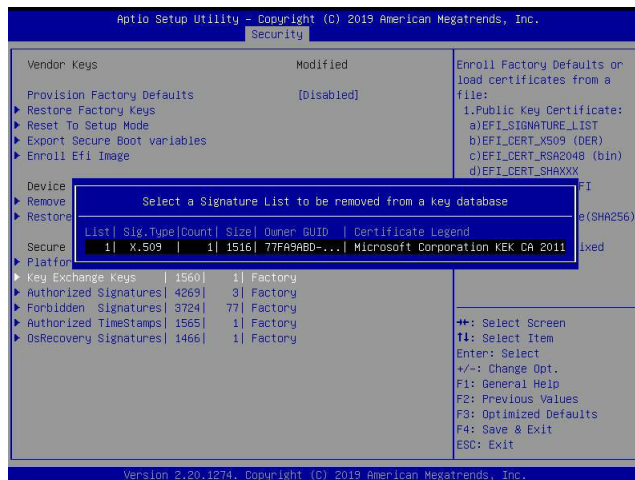 Aptio Setup Utility – Copyright (C) 2019 American Megatrends, Inc.
Security
Vendor Keys Modified
Provision Factory Defaults [Disabled]
Restore Factory Keys
Reset To Setup Mode
Export Secure Boot variables
Enroll Efi Image
Device
Remove
Restore
Secure
Platfor
Key Exchange Keys | 1560| 1| Factory
Authorized Signatures| 4269| 3| Factory
Forbidden Signatures| 3724| 77| Factory
Authorized TimeStamps| 1565| 1| Factory
OsRecovery Signatures| 1466| 1| Factory
Select a Signature List to be removed from a key database
List| Sig.Type|Count| Size| Owner GUID | Certificate Legend
1| X.509 | 1| 1516| 77FA9ABD-...| Microsoft Corporation KEK CA 2011
Enroll Factory Defaults or
load certificates from a
file:
1.Public Key Certificate:
a)EFI_SIGNATURE_LIST
b)EFI_CERT_X509 (DER)
c)EFI_CERT_RSA2048 (bin)
d)EFI_CERT_SHAXXX
FI
e(SHA256)
ixed
→←: Select Screen
↑↓: Select Item
Enter: Select
+/-: Change Opt.
F1: General Help
F2: Previous Values
F3: Optimized Defaults
F4: Save & Exit
ESC: Exit
Version 2.20.1274. Copyright (C) 2019 American Megatrends, Inc.